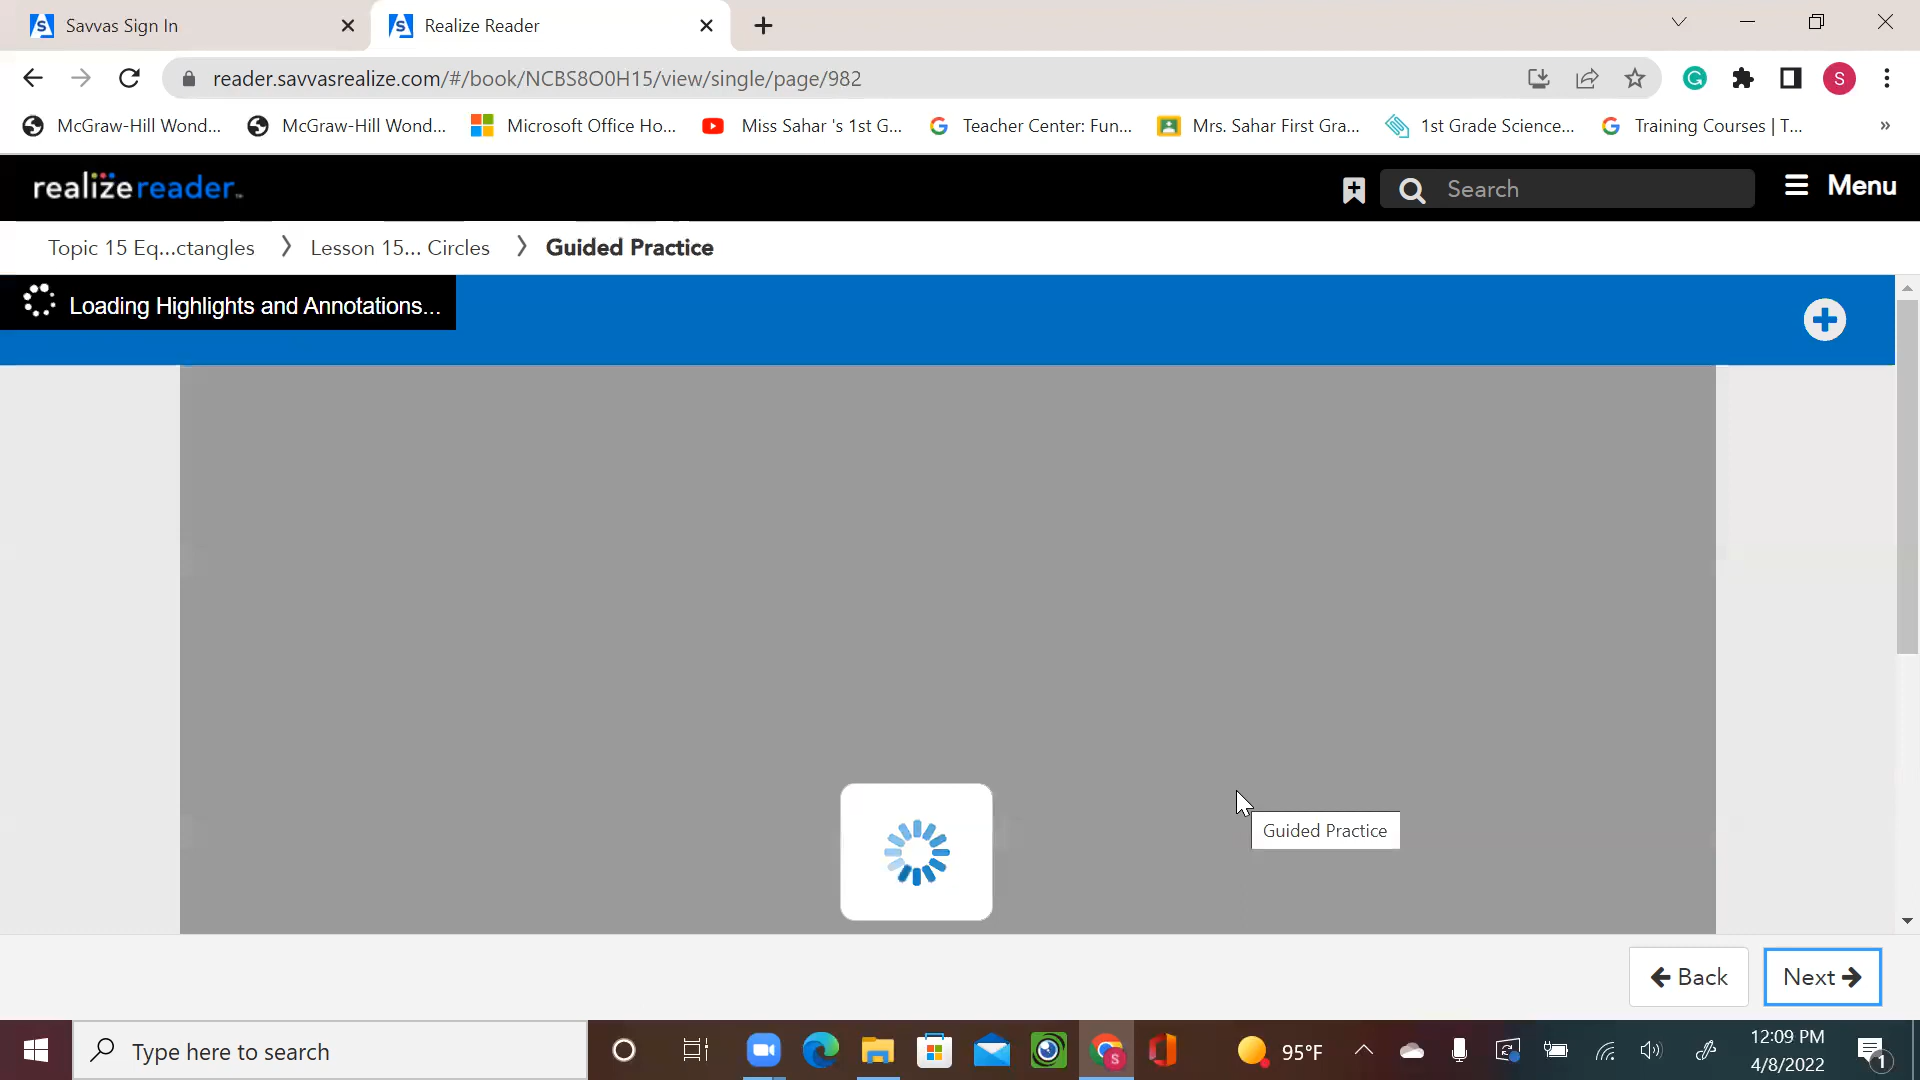 Savvas Sign In
Realize Reader
reader.savvasrealize.com/#/book/NCBS8O0H15/view/single/page/982
S
McGraw-Hill Wond...
McGraw-Hill Wond...
Microsoft Office Ho...
Miss Sahar 's 1st G...
Teacher Center: Fun...
Mrs. Sahar First Gra...
1st Grade Science...
Training Courses | T...
»
realizereader™
Search
Menu
Topic 15 Eq...ctangles
Lesson 15... Circles
Guided Practice
Loading Highlights and Annotations...
Guided Practice
Back
Next
Type here to search
95°F
12:09 PM
4/8/2022
1